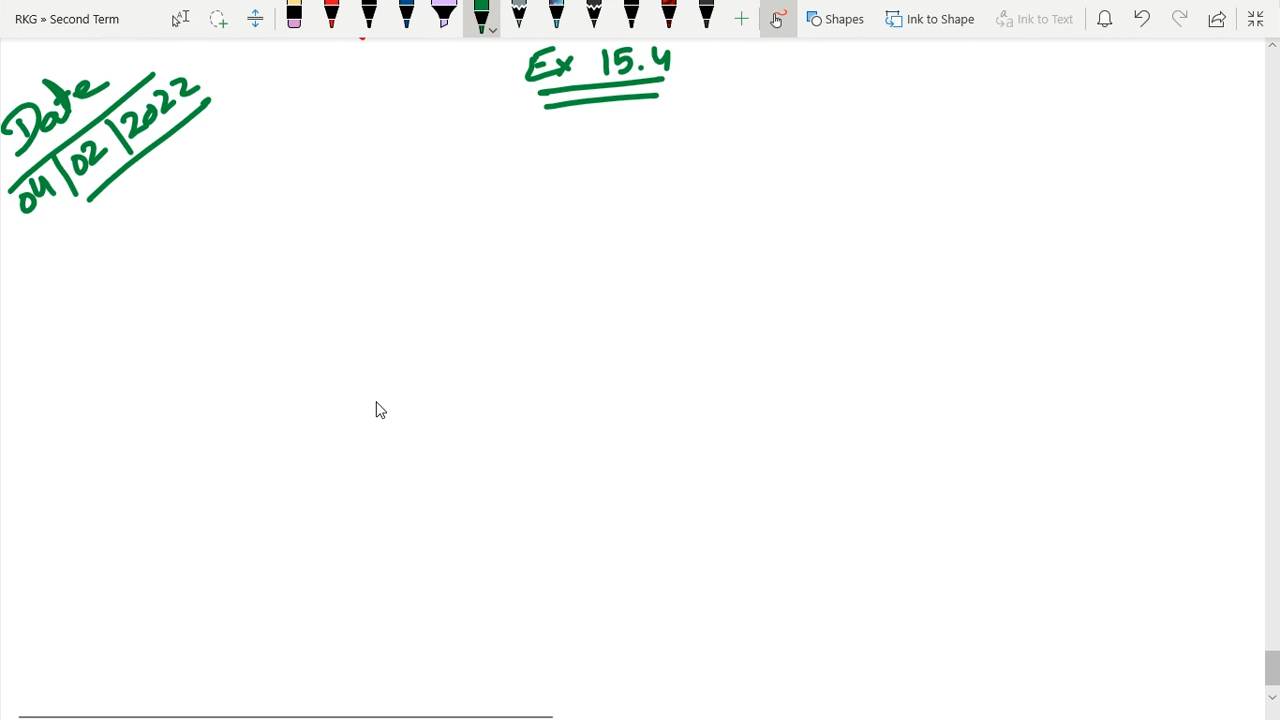 RKG » Second Term
Shapes
Ink to Shape
Ink to Text
Ex 15.4
Date
04/02/2022